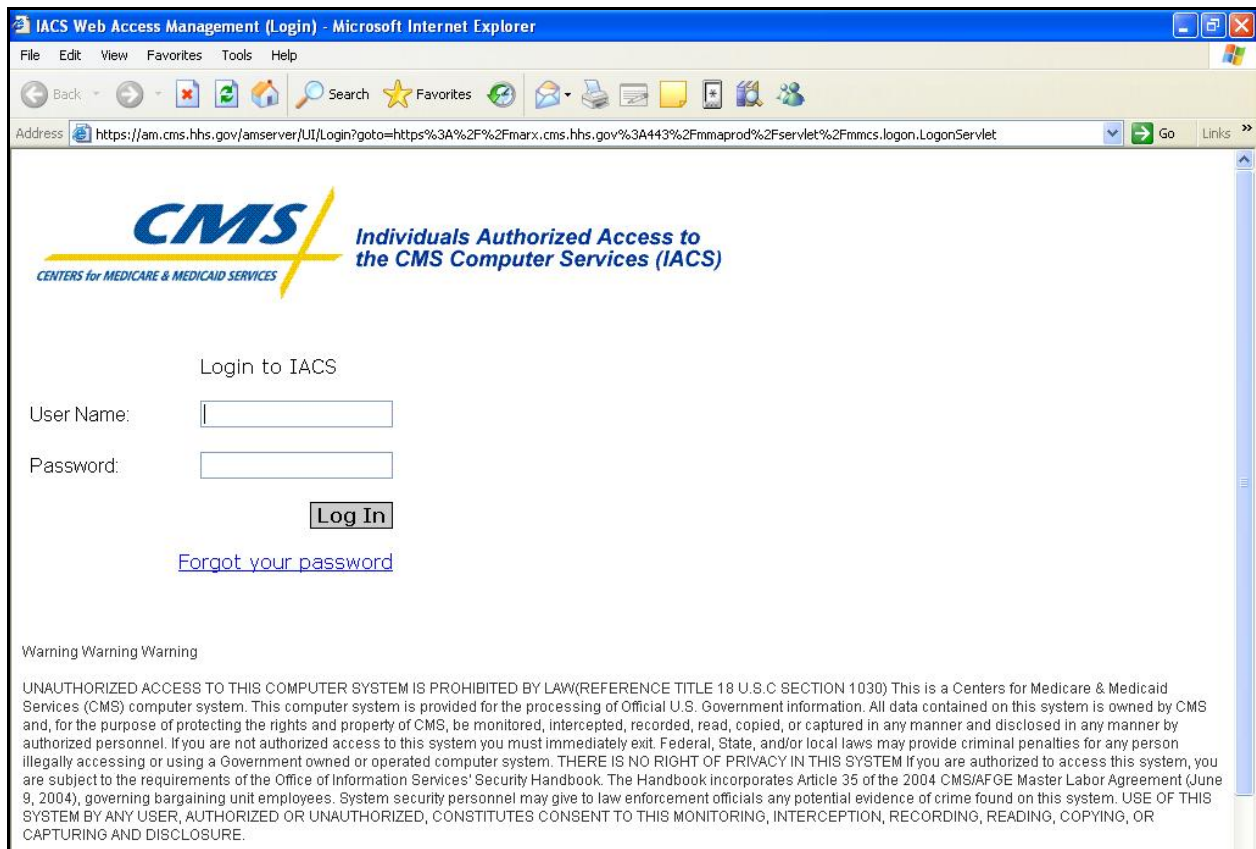 IACS Web Access Management (Login) - Microsoft Internet Explorer
File Edit View Favorites Tools Help
Back Search Favorites
Address https://am.cms.hhs.gov/amserver/UI/Login?goto=https%3A%2F%2Fmarx.cms.hhs.gov%3A443%2Fmmaprod%2Fservlet%2Fmmcs.logon.LogonServlet Go Links »
CMS
CENTERS for MEDICARE & MEDICAID SERVICES
Individuals Authorized Access to
the CMS Computer Services (IACS)
Login to IACS
User Name:
Password:
Log In
Forgot your password
Warning Warning Warning
UNAUTHORIZED ACCESS TO THIS COMPUTER SYSTEM IS PROHIBITED BY LAW(REFERENCE TITLE 18 U.S.C SECTION 1030) This is a Centers for Medicare & Medicaid
Services (CMS) computer system. This computer system is provided for the processing of Official U.S. Government information. All data contained on this system is owned by CMS
and, for the purpose of protecting the rights and property of CMS, be monitored, intercepted, recorded, read, copied, or captured in any manner and disclosed in any manner by
authorized personnel. If you are not authorized access to this system you must immediately exit. Federal, State, and/or local laws may provide criminal penalties for any person
illegally accessing or using a Government owned or operated computer system. THERE IS NO RIGHT OF PRIVACY IN THIS SYSTEM If you are authorized to access this system, you
are subject to the requirements of the Office of Information Services' Security Handbook. The Handbook incorporates Article 35 of the 2004 CMS/AFGE Master Labor Agreement (June
9, 2004), governing bargaining unit employees. System security personnel may give to law enforcement officials any potential evidence of crime found on this system. USE OF THIS
SYSTEM BY ANY USER, AUTHORIZED OR UNAUTHORIZED, CONSTITUTES CONSENT TO THIS MONITORING, INTERCEPTION, RECORDING, READING, COPYING, OR
CAPTURING AND DISCLOSURE.